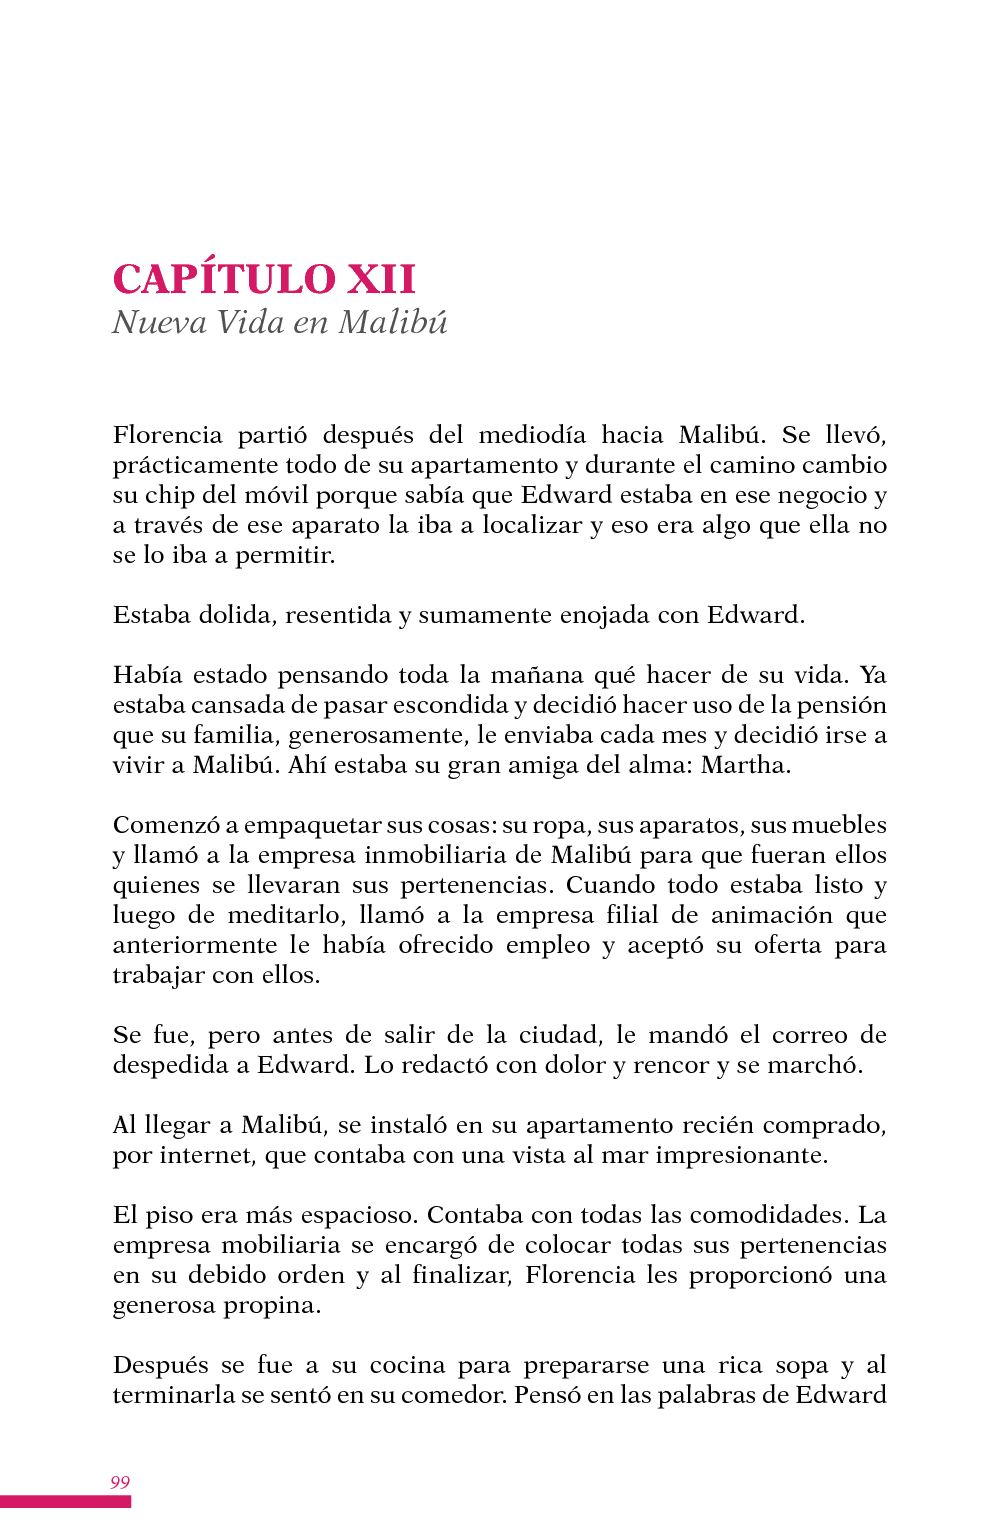 CAPÍTULO XII
Nueva Vida en Malibú
Florencia partió después del mediodía hacia Malibú. Se llevó,
prácticamente todo de su apartamento y durante el camino cambio
su chip del móvil porque sabía que Edward estaba en ese negocio y
a través de ese aparato la iba a localizar y eso era algo que ella no
se lo iba a permitir.
Estaba dolida, resentida y sumamente enojada con Edward.
Había estado pensando toda la mañana qué hacer de su vida. Ya
estaba cansada de pasar escondida y decidió hacer uso de la pensión
que su familia, generosamente, le enviaba cada mes y decidió irse a
vivir a Malibú. Ahí estaba su gran amiga del alma: Martha.
Comenzó a empaquetar sus cosas: su ropa, sus aparatos, sus muebles
y llamó a la empresa inmobiliaria de Malibú para que fueran ellos
quienes se llevaran sus pertenencias. Cuando todo estaba listo y
luego de meditarlo, llamó a la empresa filial de animación que
anteriormente le había ofrecido empleo y aceptó su oferta para
trabajar con ellos.
Se fue, pero antes de salir de la ciudad, le mandó el correo de
despedida a Edward. Lo redactó con dolor y rencor y se marchó.
Al llegar a Malibú, se instaló en su apartamento recién comprado,
por internet, que contaba con una vista al mar impresionante.
El piso era más espacioso. Contaba con todas las comodidades. La
empresa mobiliaria se encargó de colocar todas sus pertenencias
en su debido orden y al finalizar, Florencia les proporcionó una
generosa propina.
Después se fue a su cocina para prepararse una rica sopa y al
terminarla se sentó en su comedor. Pensó en las palabras de Edward
99